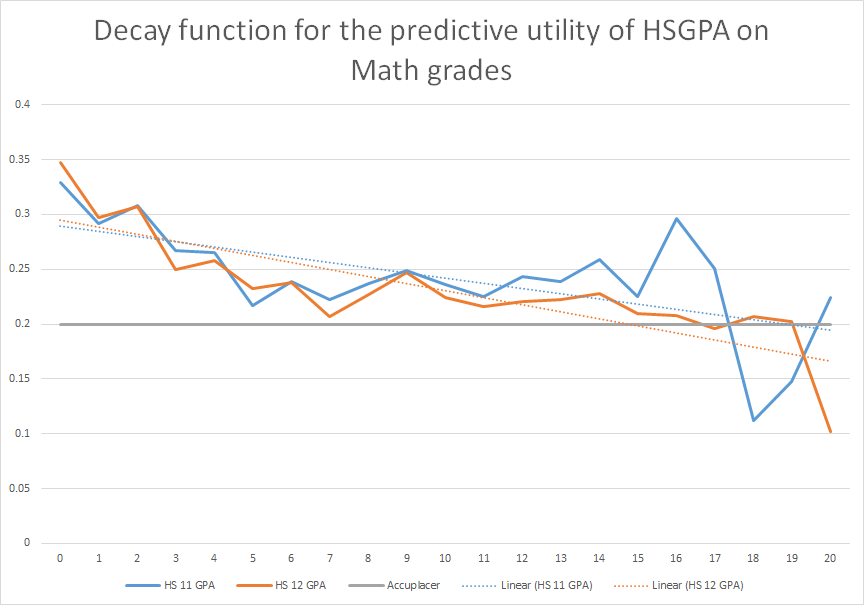 Decay function for the predictive utility of HSGPA on
Math grades
0.4
0.35
0.3
0.25
0.2
0.15
0.1
0.05
0
0 1 2 3 4 5 6 7 8 9 10 11 12 13 14 15 16 17 18 19 20
HS 11 GPA HS 12 GPA Accuplacer Linear (HS 11 GPA) Linear (HS 12 GPA)